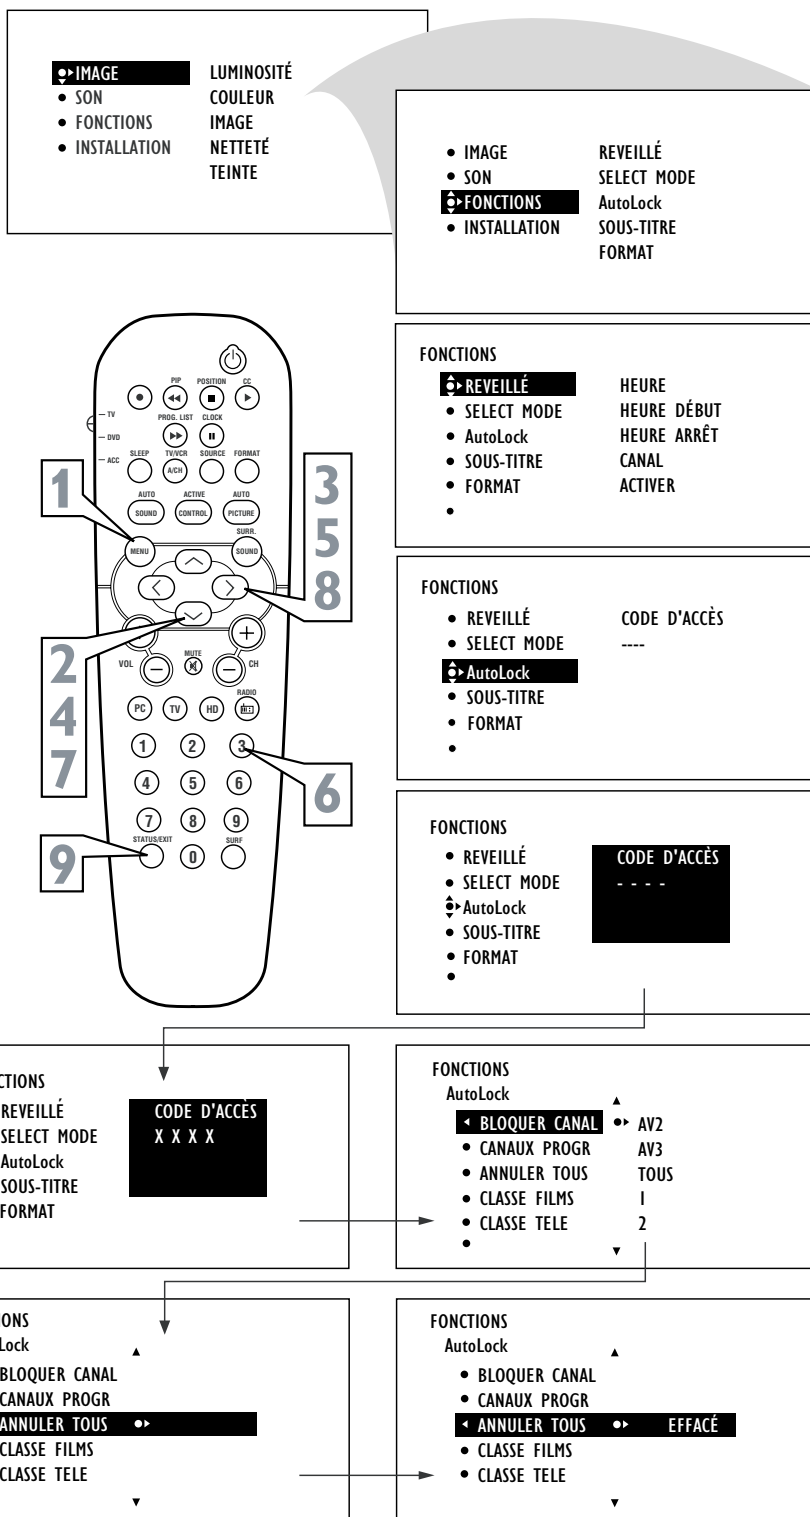 IMAGE LUMINOSITÉ
SON COULEUR
FONCTIONS IMAGE
INSTALLATION NETTETÉ
TEINTE
IMAGE REVEILLÉ
SON SELECT MODE
FONCTIONS AutoLock
INSTALLATION SOUS-TITRE
FORMAT
FONCTIONS
REVEILLÉ HEURE
SELECT MODE HEURE DÉBUT
AutoLock HEURE ARRÊT
SOUS-TITRE CANAL
FORMAT ACTIVER
FONCTIONS
REVEILLÉ CODE D'ACCÈS
SELECT MODE ----
AutoLock
SOUS-TITRE
FORMAT
FONCTIONS
REVEILLÉ CODE D'ACCÈS
SELECT MODE - - - -
AutoLock
SOUS-TITRE
FORMAT
PIP POSITION CC
TV
PROG. LIST CLOCK
DVD
ACC
SLEEP TV/VCR SOURCE FORMAT
A/CH
AUTO ACTIVE AUTO
SOUND CONTROL PICTURE
SURR.
MENU SOUND
VOL MUTE CH
RADIO
PC TV HD
1 2 3
4 5 6
7 8 9
STATUS/EXIT SURF
0
1
2
4
7
9
3
5
8
6
CTIONS
REVEILLÉ CODE D'ACCÈS
SELECT MODE X X X X
AutoLock
SOUS-TITRE
FORMAT
FONCTIONS
AutoLock
BLOQUER CANAL AV2
CANAUX PROGR AV3
ANNULER TOUS TOUS
CLASSE FILMS 1
CLASSE TELE 2
IONS
Lock
BLOQUER CANAL
CANAUX PROGR
ANNULER TOUS
CLASSE FILMS
CLASSE TELE
FONCTIONS
AutoLock
BLOQUER CANAL
CANAUX PROGR
ANNULER TOUS EFFACÉ
CLASSE FILMS
CLASSE TELE